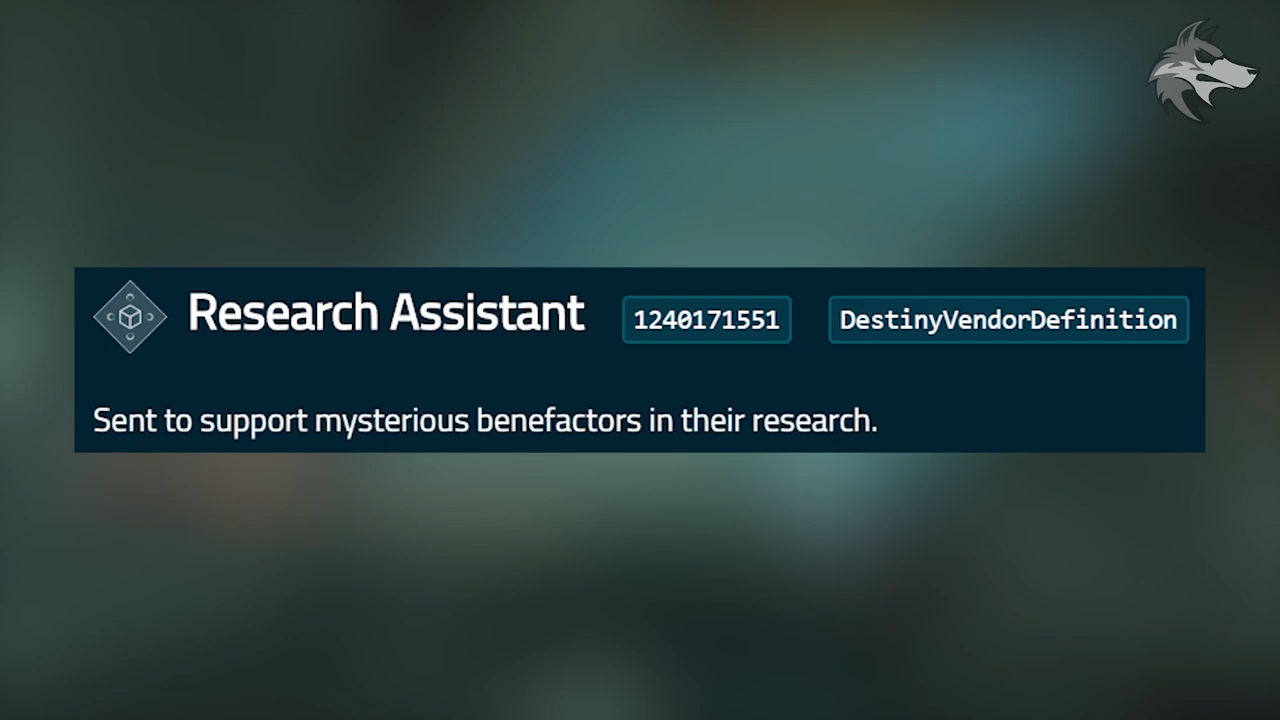 Research Assistant 1240171551 DestinyVendorDefinition
Sent to support mysterious benefactors in their research.